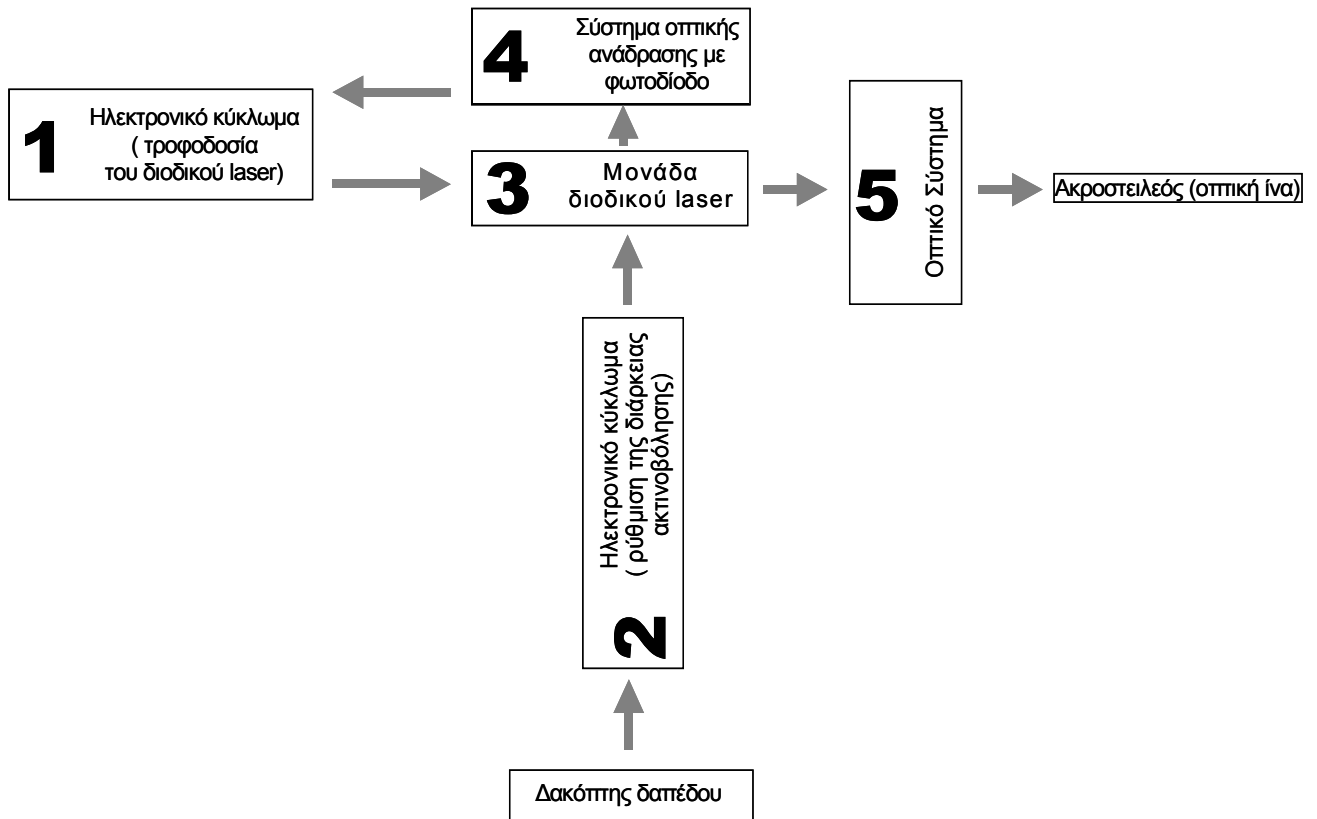 4
Σύστημα οπτικής
ανάδρασης με
φωτοδίοδο
1
Ηλεκτρονικό κύκλωμα
( τροφοδοσία
του διοδικού laser)
3
Μονάδα
διοδικού laser
5
Οπτικό Σύστημα
Ακροστειλεός (οπτική ίνα)
2
Ηλεκτρονικό κύκλωμα
( ρύθμιση της διάρκειας
ακτινοβόλησης)
Δακόπτης δαπέδου